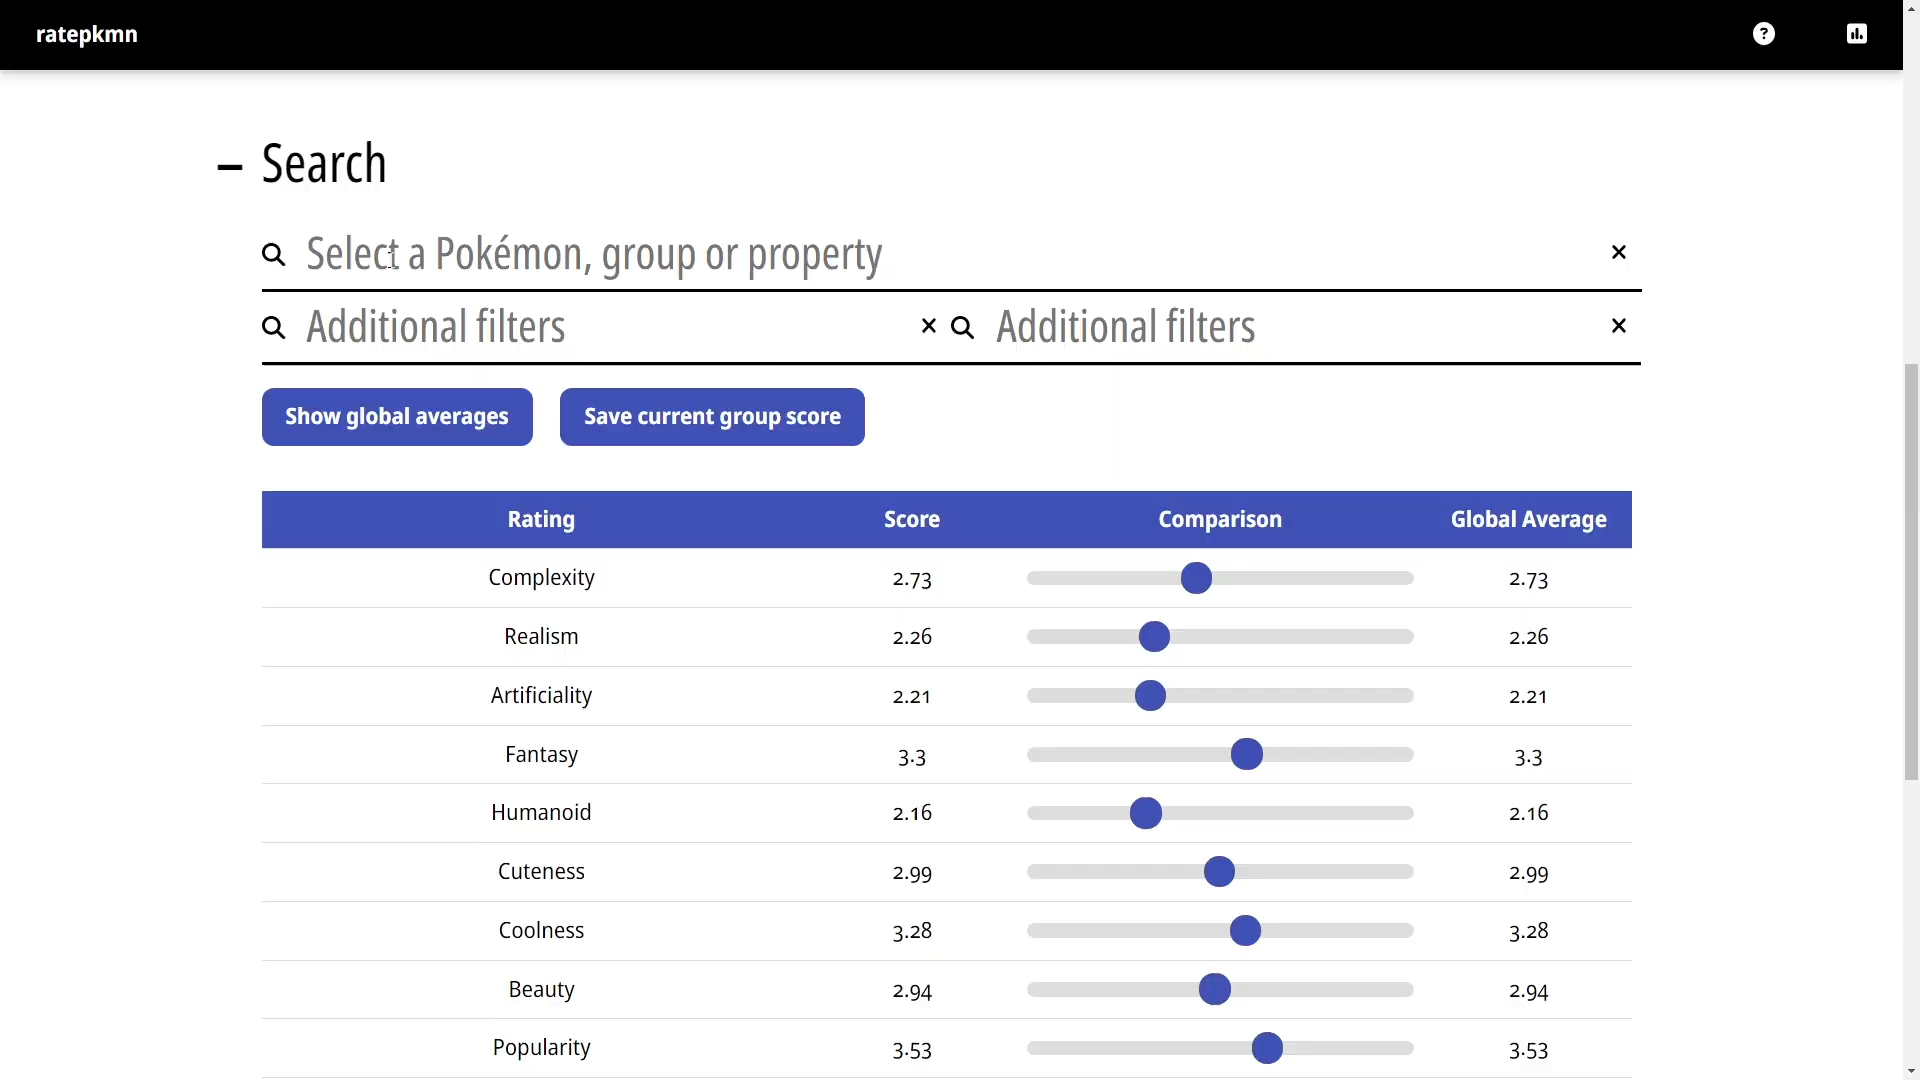 ratepkmn
– Search
Select a Pokémon, group or property
Additional filters Additional filters
Show global averages Save current group score
Rating Score Comparison Global Average
Complexity 2.73 2.73
Realism 2.26 2.26
Artificiality 2.21 2.21
Fantasy 3.3 3.3
Humanoid 2.16 2.16
Cuteness 2.99 2.99
Coolness 3.28 3.28
Beauty 2.94 2.94
Popularity 3.53 3.53